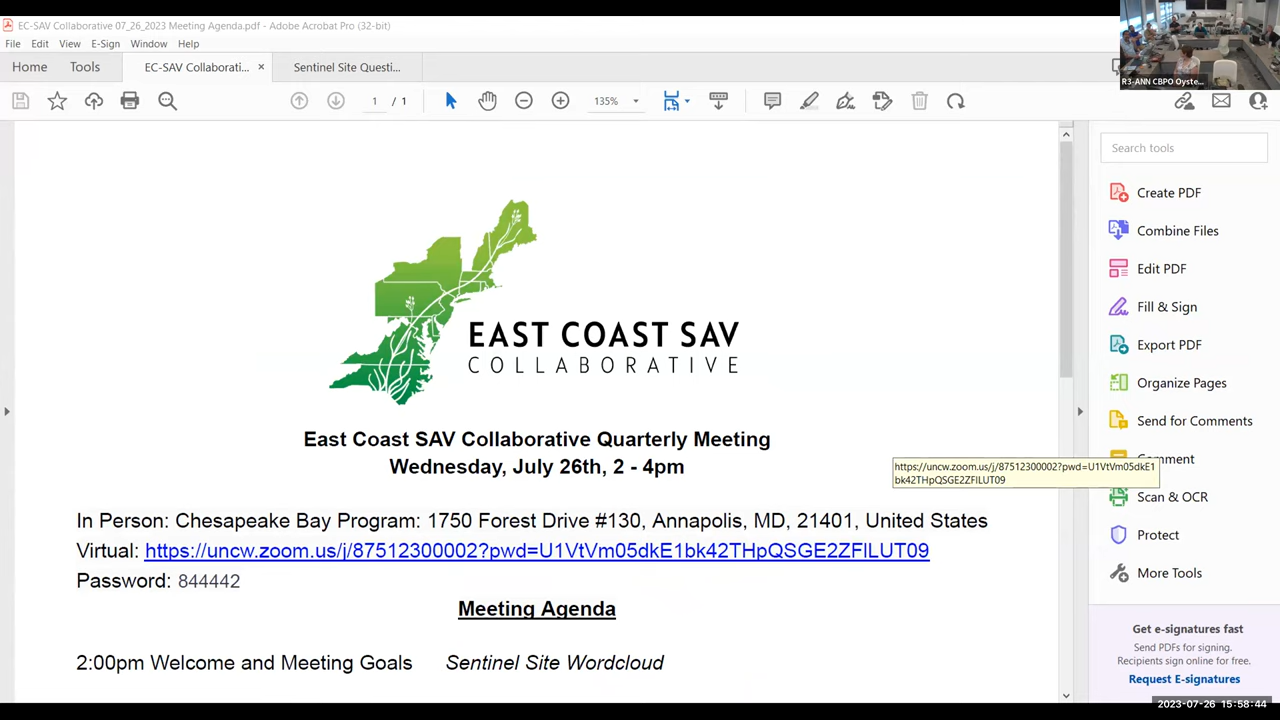 EC-SAV Collaborative 07_26_2023 Meeting Agenda.pdf - Adobe Acrobat Pro (32-bit)
File Edit View E-Sign Window Help
Home Tools EC-SAV Collaborati... × Sentinel Site Questi...
R3-ANN CBPO Oyste...
1 / 1 135%
Search tools
Create PDF
Combine Files
Edit PDF
Fill & Sign
Export PDF
Organize Pages
Send for Comments
Comment
Scan & OCR
Protect
More Tools
Get e-signatures fast
Send PDFs for signing.
Recipients sign online for free.
Request E-signatures
EAST COAST SAV
COLLABORATIVE
East Coast SAV Collaborative Quarterly Meeting
Wednesday, July 26th, 2 - 4pm
https://uncw.zoom.us/j/87512300002?pwd=U1VtVm05dkE1
bk42THpQSGE2ZFlLUT09
In Person: Chesapeake Bay Program: 1750 Forest Drive #130, Annapolis, MD, 21401, United States
Virtual: https://uncw.zoom.us/j/87512300002?pwd=U1VtVm05dkE1bk42THpQSGE2ZFlLUT09
Password: 844442
Meeting Agenda
2:00pm Welcome and Meeting Goals Sentinel Site Wordcloud
2023-07-26 15:58:44